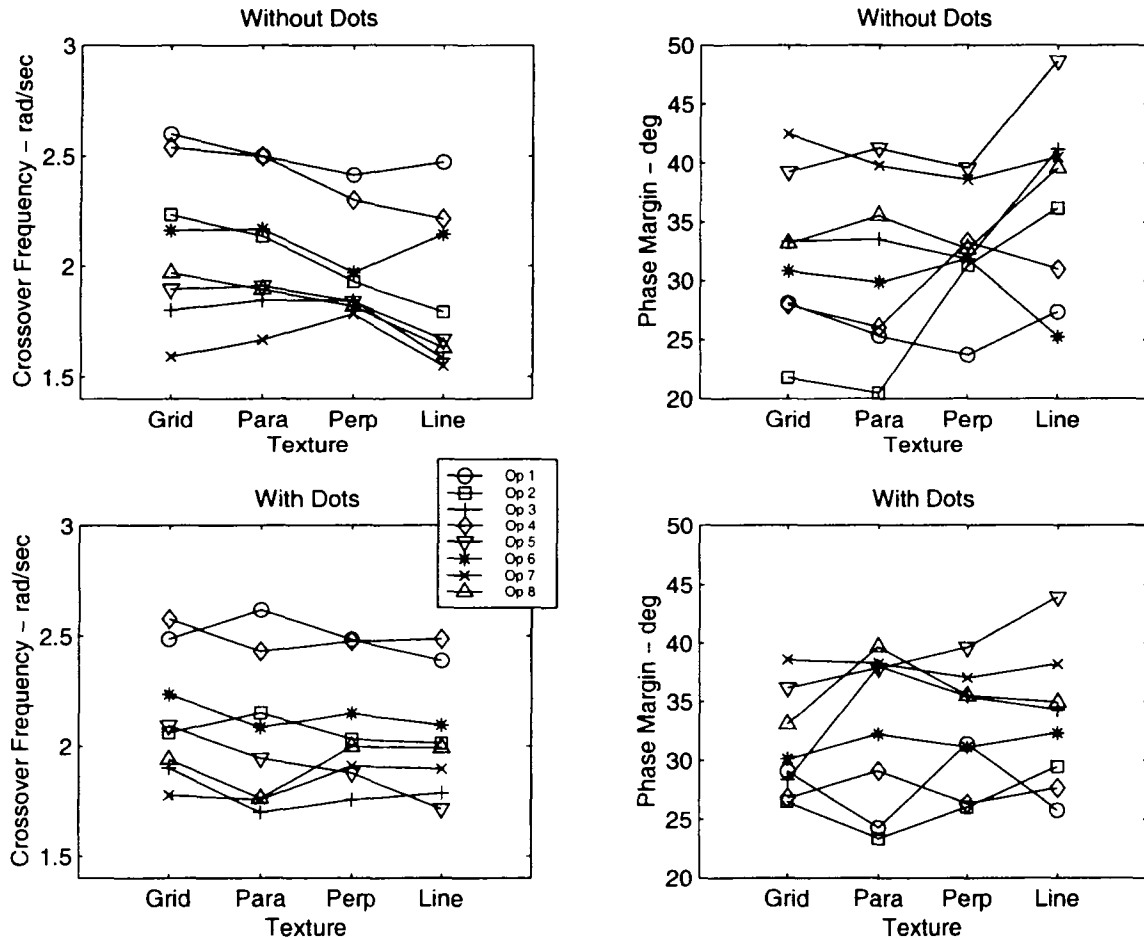 Without Dots
Crossover Frequency – rad/sec
3
2.5
2
1.5
Grid Para Perp Line
Texture
Without Dots
Phase Margin – deg
50
45
40
35
30
25
20
Grid Para Perp Line
Texture
Op 1
Op 2
Op 3
Op 4
Op 5
Op 6
Op 7
Op 8
With Dots
Crossover Frequency – rad/sec
3
2.5
2
1.5
Grid Para Perp Line
Texture
With Dots
Phase Margin – deg
50
45
40
35
30
25
20
Grid Para Perp Line
Texture